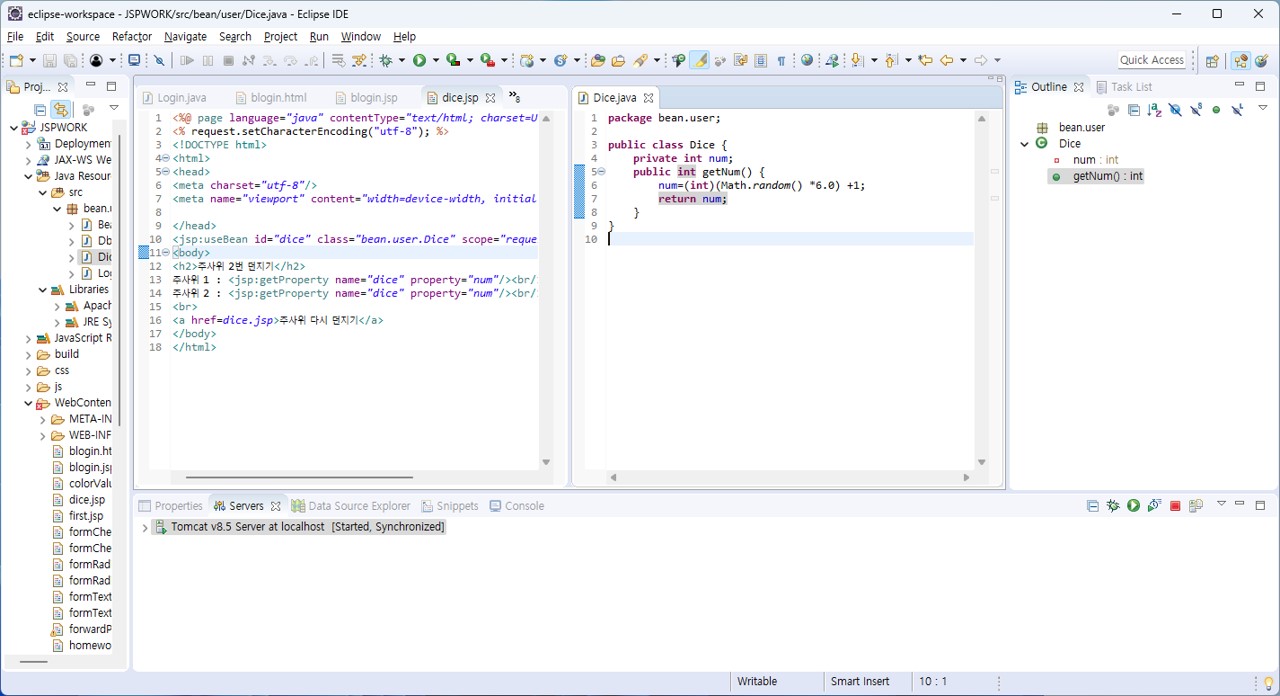 eclipse-workspace - JSPWORK/src/bean/user/Dice.java - Eclipse IDE
File Edit Source Refactor Navigate Search Project Run Window Help
Quick Access
Proj...
JSPWORK
Deploymen
JAX-WS We
Java Resour
src
bean.u
Be
Db
Dic
Lo
Libraries
Apach
JRE Sy
JavaScript R
build
css
js
WebConten
META-IN
WEB-INF
blogin.ht
blogin.jsp
colorValu
dice.jsp
first.jsp
formChe
formChe
formRad
formRad
formText
formText
forwardP
homewo
Login.java blogin.html blogin.jsp dice.jsp »8
1 <%@ page language="java" contentType="text/html; charset=U
2 <% request.setCharacterEncoding("utf-8"); %>
3 <!DOCTYPE html>
4 <html>
5 <head>
6 <meta charset="utf-8"/>
7 <meta name="viewport" content="width=device-width, initial
8
9 </head>
10 <jsp:useBean id="dice" class="bean.user.Dice" scope="reque
11 <body>
12 <h2>주사위 2번 던지기</h2>
13 주사위 1 : <jsp:getProperty name="dice" property="num"/><br/
14 주사위 2 : <jsp:getProperty name="dice" property="num"/><br/
15 <br>
16 <a href=dice.jsp>주사위 다시 던지기</a>
17 </body>
18 </html>
Dice.java
1 package bean.user;
2
3 public class Dice {
4 private int num;
5 public int getNum() {
6 num=(int)(Math.random() *6.0) +1;
7 return num;
8 }
9 }
10
Outline Task List
bean.user
Dice
num : int
getNum() : int
Properties Servers Data Source Explorer Snippets Console
Tomcat v8.5 Server at localhost [Started, Synchronized]
Writable Smart Insert 10 : 1